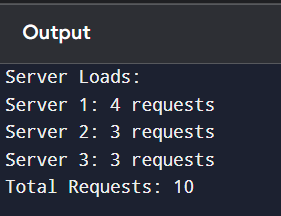 Output
Server Loads:
Server 1: 4 requests
Server 2: 3 requests
Server 3: 3 requests
Total Requests: 10